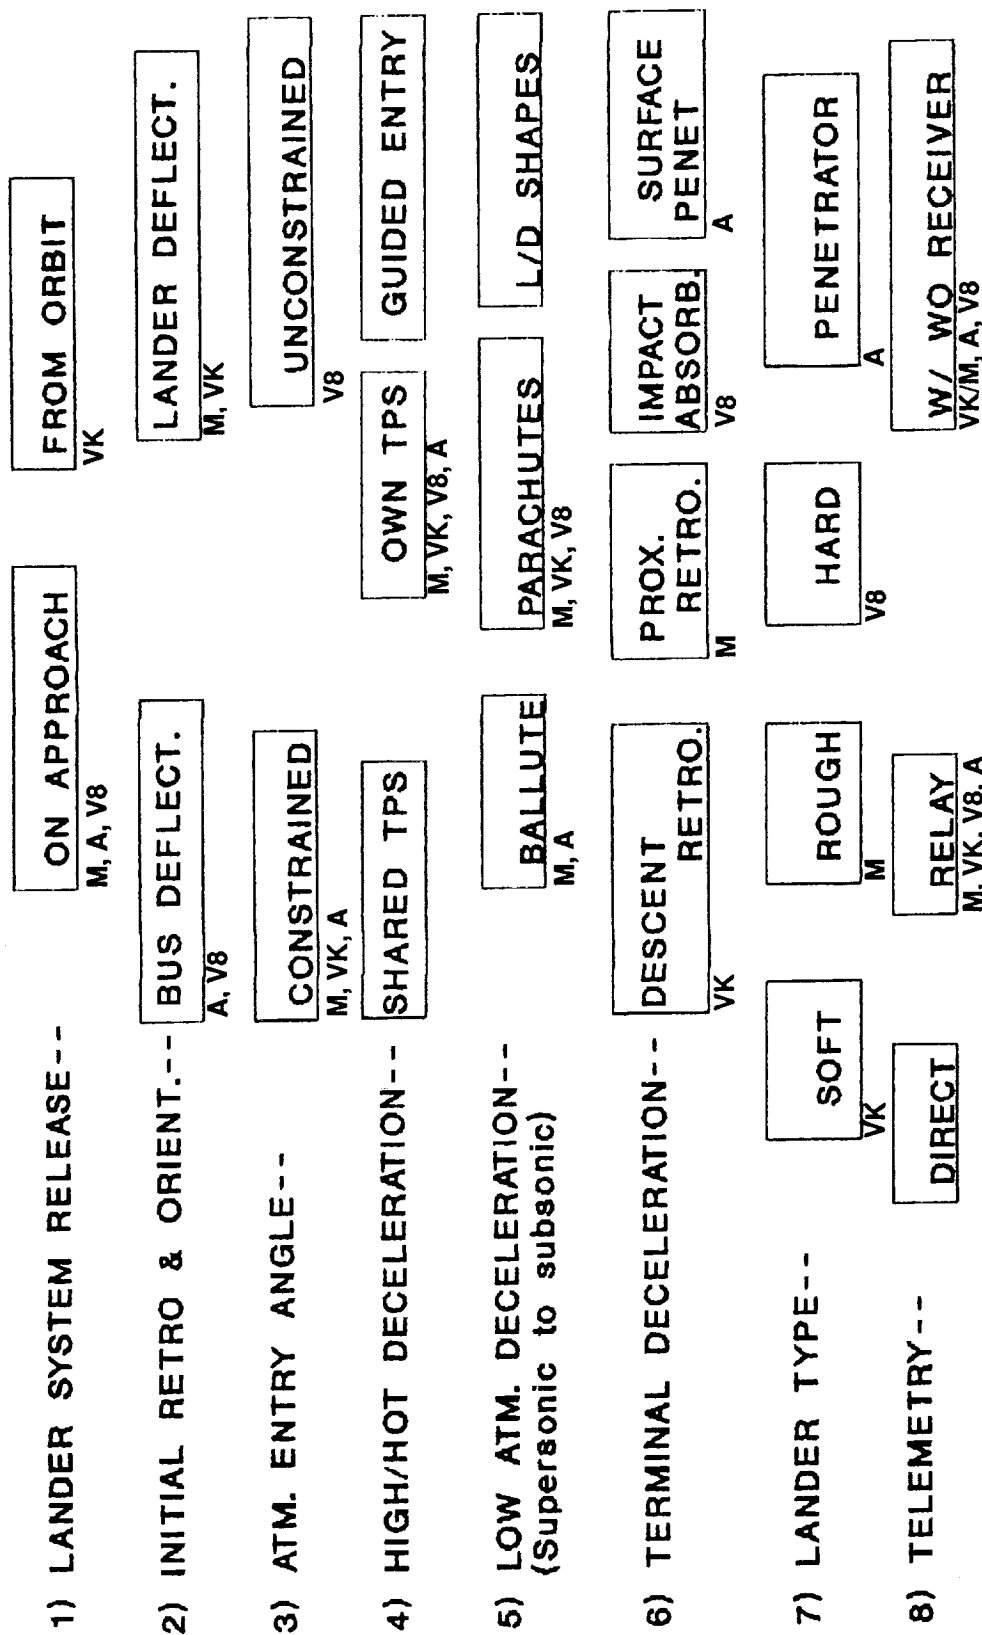 1) LANDER SYSTEM RELEASE-- ON APPROACH FROM ORBIT
M, A, V8 VK
2) INITIAL RETRO & ORIENT.-- BUS DEFLECT. LANDER DEFLECT.
A, V8 M, VK
3) ATM. ENTRY ANGLE-- CONSTRAINED UNCONSTRAINED
M, VK, A V8
4) HIGH/HOT DECELERATION-- SHARED TPS OWN TPS GUIDED ENTRY
M, VK, V8, A
5) LOW ATM. DECELERATION-- BALLUTE PARACHUTES L/D SHAPES
(Supersonic to subsonic) M, A M, VK, V8
6) TERMINAL DECELERATION-- DESCENT RETRO. PROX. RETRO. IMPACT ABSORB. SURFACE PENET
VK M V8 A
7) LANDER TYPE-- SOFT ROUGH HARD PENETRATOR
VK M V8 A
8) TELEMETRY-- DIRECT RELAY W/ WO RECEIVER
M, VK, V8, A VK/M, A, V8